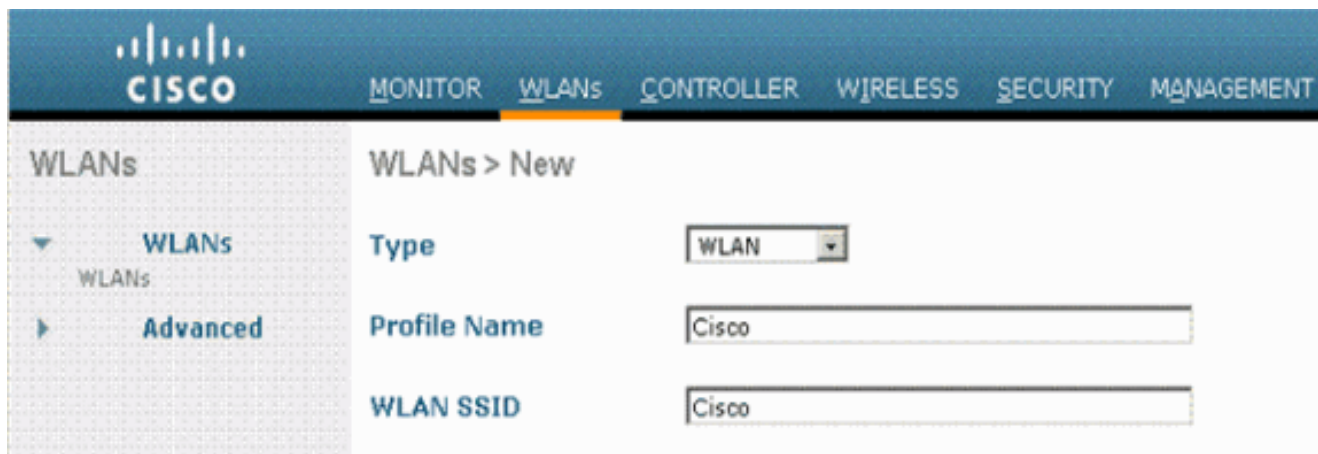 CISCO
MONITOR WLANs CONTROLLER WIRELESS SECURITY MANAGEMENT
WLANs
WLANs > New
WLANs
WLANs
Advanced
Type WLAN
Profile Name Cisco
WLAN SSID Cisco